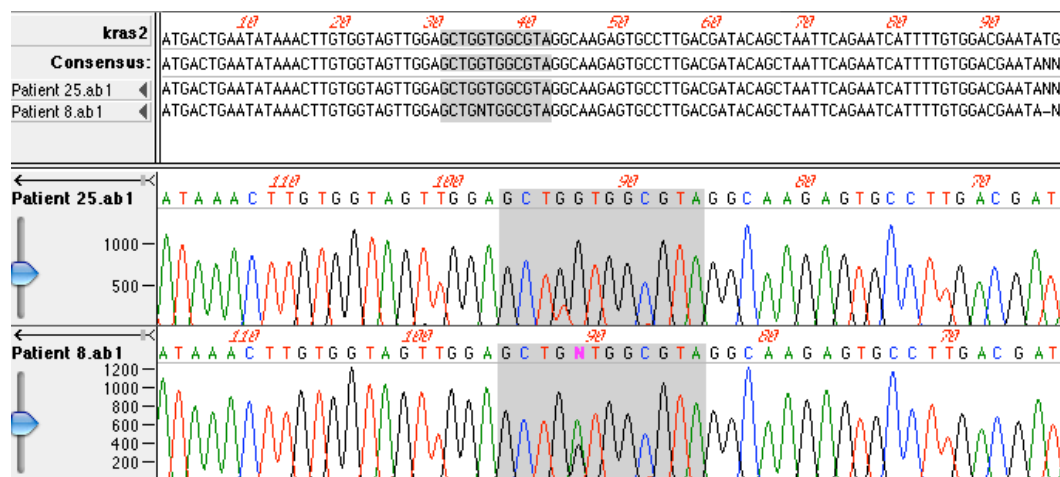 10 20 30 40 50 60 70 80 90
kras2 ATGACTGAATATAAACTTGTGGTAGTTGGAGCTGGTGGCGTAGGCAAGAGTGCCTTGACGATACAGCTAATTCAGAATCATTTTGTGGACGAATATG
Consensus: ATGACTGAATATAAACTTGTGGTAGTTGGAGCTGGTGGCGTAGGCAAGAGTGCCTTGACGATACAGCTAATTCAGAATCATTTTGTGGACGAATANN
Patient 25.ab1 ATGACTGAATATAAACTTGTGGTAGTTGGAGCTGGTGGCGTAGGCAAGAGTGCCTTGACGATACAGCTAATTCAGAATCATTTTGTGGACGAATANN
Patient 8.ab1 ATGACTGAATATAAACTTGTGGTAGTTGGAGCTGNTGGCGTAGGCAAGAGTGCCTTGACGATACAGCTAATTCAGAATCATTTTGTGGACGAATA-N
110 100 90 80 70
Patient 25.ab1 A T A A A C T T G T G G T A G T T G G A G C T G G T G G C G T A G G C A A G A G T G C C T T G A C G A T
1000
500
110 100 90 80 70
Patient 8.ab1 A T A A A C T T G T G G T A G T T G G A G C T G N T G G C G T A G G C A A G A G T G C C T T G A C G A T
1200
1000
800
600
400
200